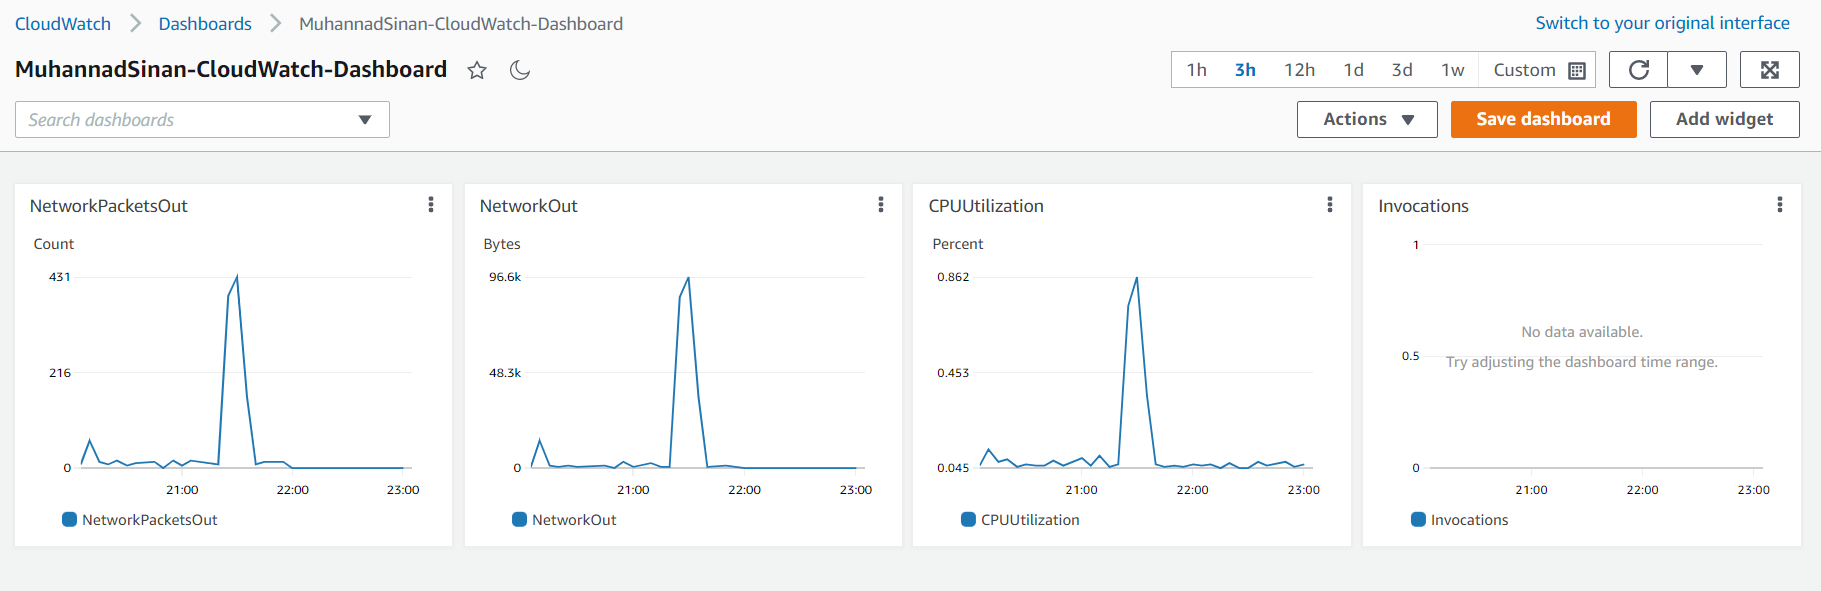 CloudWatch > Dashboards > MuhannadSinan-CloudWatch-Dashboard
Switch to your original interface
MuhannadSinan-CloudWatch-Dashboard
1h 3h 12h 1d 3d 1w Custom
Search dashboards
Actions
Save dashboard
Add widget
NetworkPacketsOut
Count
431
216
0
21:00 22:00 23:00
NetworkPacketsOut
NetworkOut
Bytes
96.6k
48.3k
0
21:00 22:00 23:00
NetworkOut
CPUUtilization
Percent
0.862
0.453
0.045
21:00 22:00 23:00
CPUUtilization
Invocations
1
No data available.
0.5
Try adjusting the dashboard time range.
0
21:00 22:00 23:00
Invocations